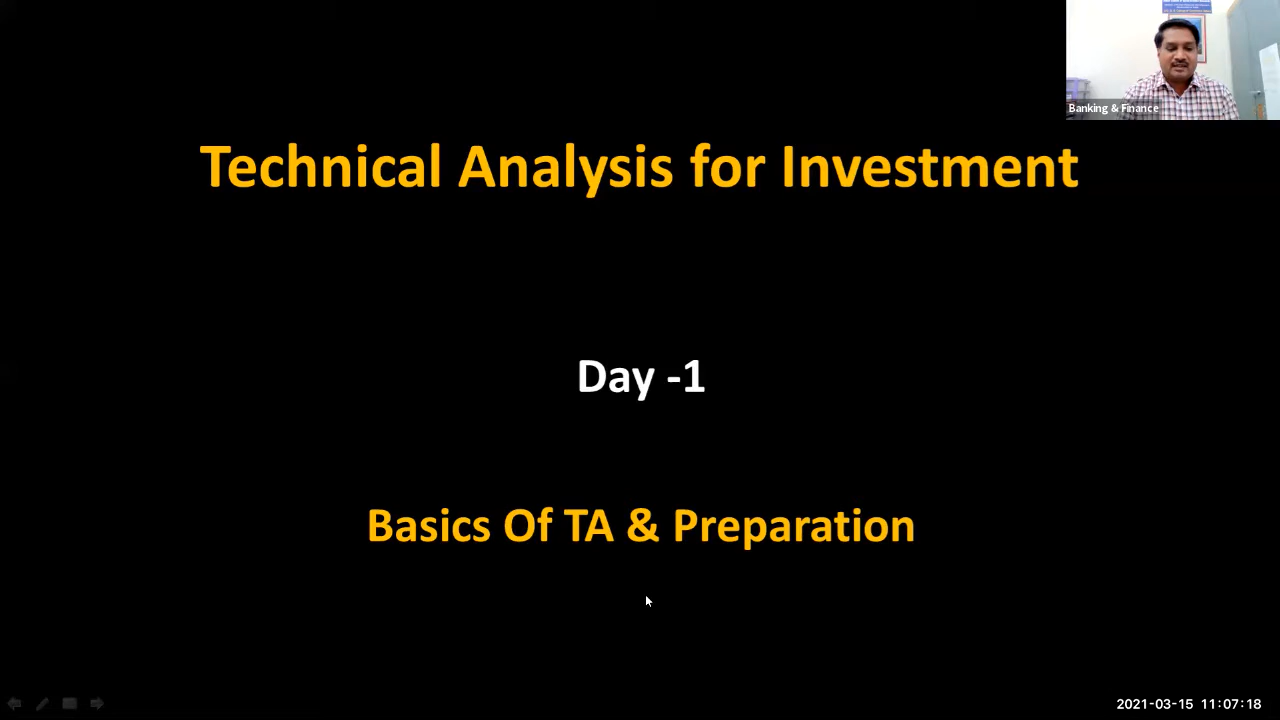 Banking & Finance
Technical Analysis for Investment
Day -1
Basics Of TA & Preparation
2021-03-15 11:07:18